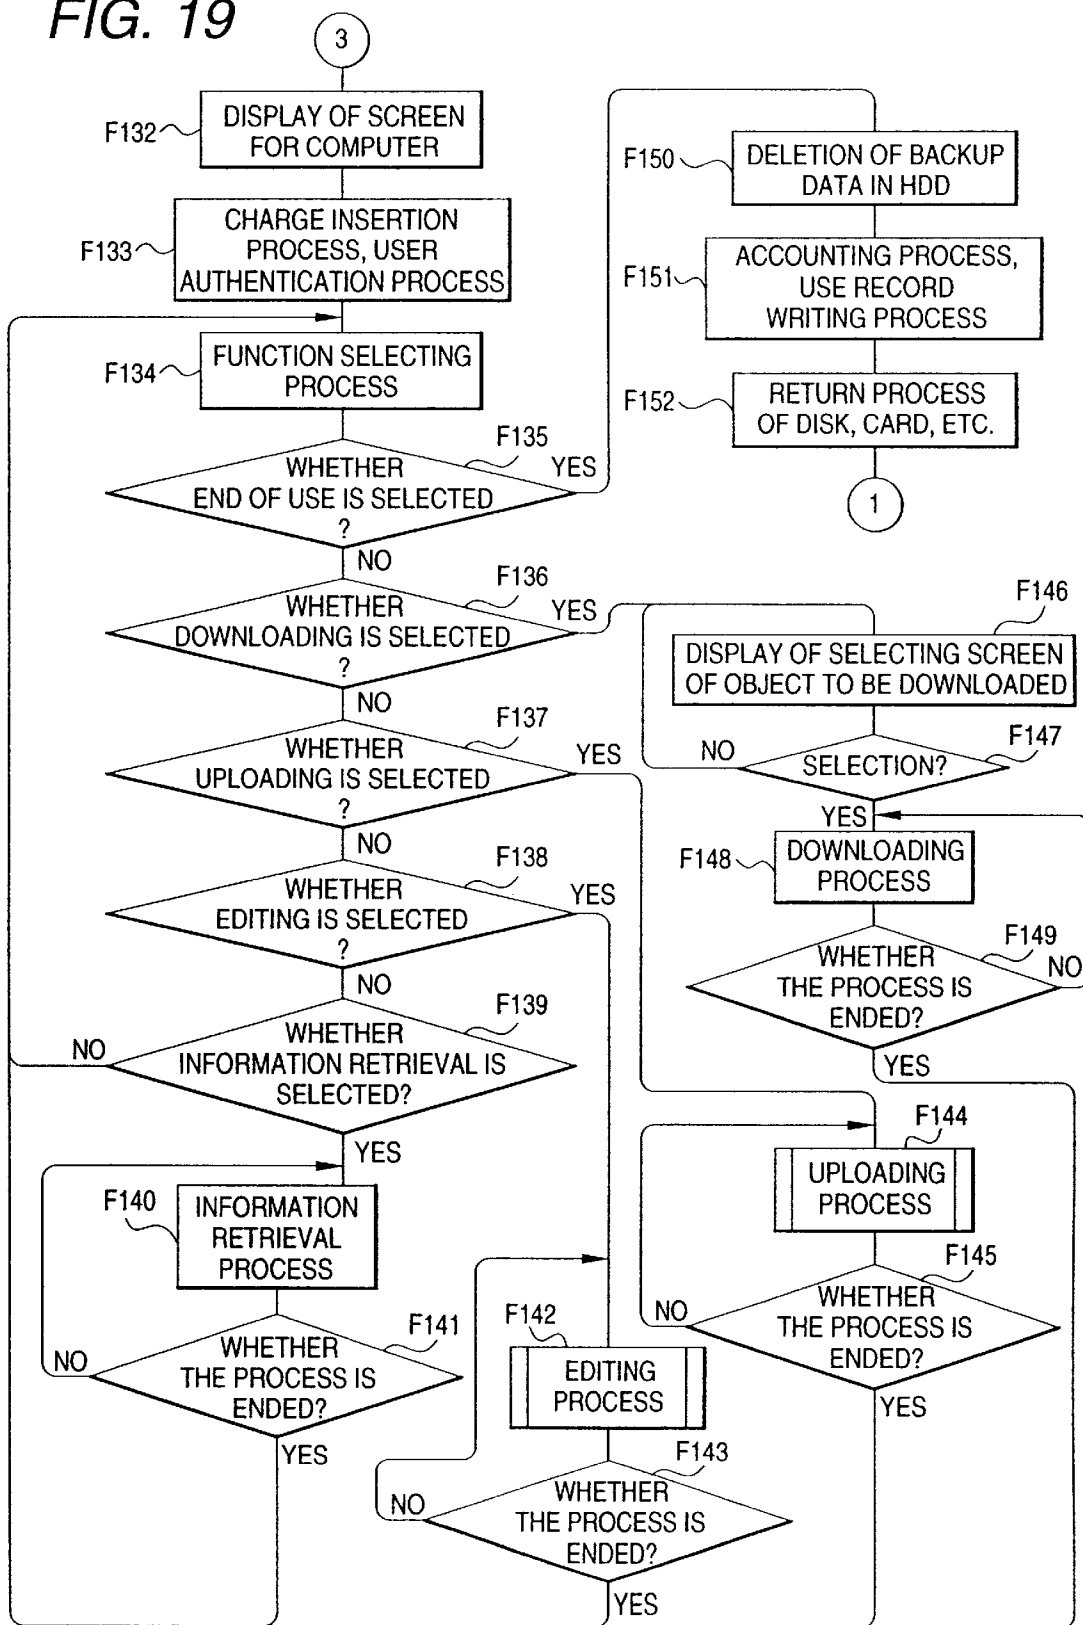 FIG. 19
3
F132
DISPLAY OF SCREEN
FOR COMPUTER
F133
CHARGE INSERTION
PROCESS, USER
AUTHENTICATION PROCESS
F134
FUNCTION SELECTING
PROCESS
F135
WHETHER
END OF USE IS SELECTED
?
YES
NO
F136
WHETHER
DOWNLOADING IS SELECTED
?
YES
NO
F137
WHETHER
UPLOADING IS SELECTED
?
YES
NO
F138
WHETHER
EDITING IS SELECTED
?
YES
NO
F139
WHETHER
INFORMATION RETRIEVAL IS
SELECTED?
NO
YES
F140
INFORMATION
RETRIEVAL
PROCESS
F141
WHETHER
THE PROCESS IS
ENDED?
NO
YES
F142
EDITING
PROCESS
F143
WHETHER
THE PROCESS IS
ENDED?
NO
YES
F150
DELETION OF BACKUP
DATA IN HDD
F151
ACCOUNTING PROCESS,
USE RECORD
WRITING PROCESS
F152
RETURN PROCESS
OF DISK, CARD, ETC.
1
F146
DISPLAY OF SELECTING SCREEN
OF OBJECT TO BE DOWNLOADED
F147
SELECTION?
NO
YES
F148
DOWNLOADING
PROCESS
F149
WHETHER
THE PROCESS IS
ENDED?
NO
YES
F144
UPLOADING
PROCESS
F145
WHETHER
THE PROCESS IS
ENDED?
NO
YES